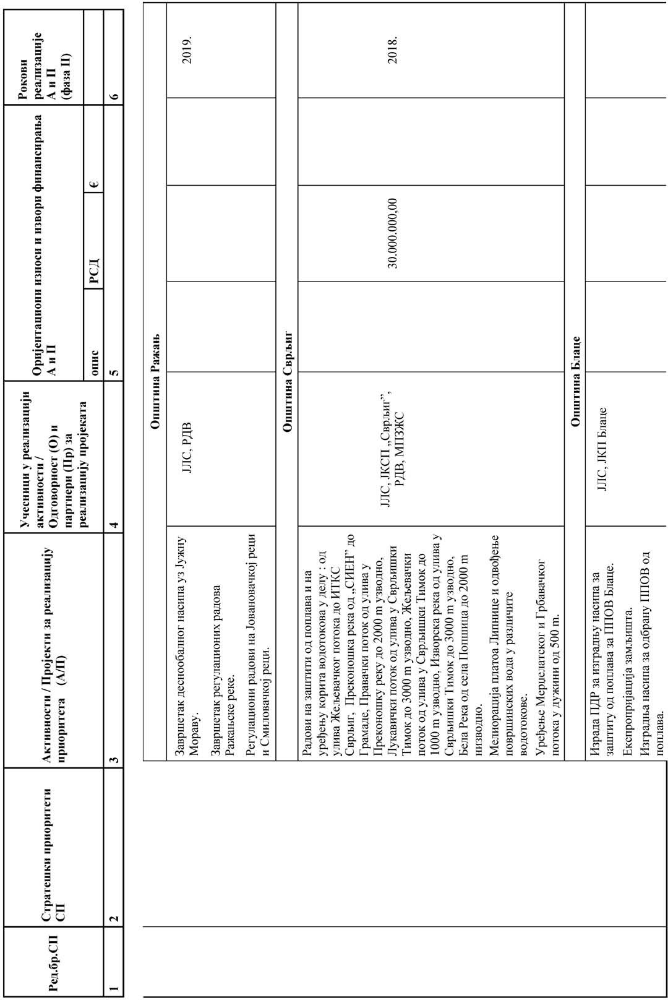 Ред.бр.СП
Стратешки приоритети
СП
Активности / Пројекти за реализацију
приоритета (А/П)
Учесници у реализацији
активности /
Одговорност (О) и
партнери (Пр) за
реализацију пројеката
Оријентациони износи и извори финансирања
А и П
опис
РСД
€
Рокови
реализације
А и П
(фаза II)
1
2
3
4
5
6
Општина Ражањ
Завршетак деснообалног насипа уз Јужну
Мораву.
Завршетак регулационих радова
Ражањске реке.
Регулациони радови на Јовановачкој реци
и Смиловачкој реци.
ЈЛС, РДВ
2019.
Општина Сврљиг
Радови на заштити од поплава и на
уређењу корита водотокова у делу : од
улива Жељевачког потока до ИТКС
Сврљиг, Преконошка река од „СИЕН” до
Грамаде, Правачки поток од улива у
Преконошку реку до 2000 m узводно,
Лукавички поток од улива у Сврљишки
Тимок до 3000 m узводно, Жељевачки
поток од улива у Сврљишки Тимок до
1000 m узводно, Изворска река од улива у
Сврљишки Тимок до 3000 m узводно,
Бела Река од села Попшица до 2000 m
низводно.
Мелиорација платоа Липнице и одвођење
површинских вода у различите
водотокове.
Уређење Мерџелатског и Грбавачког
потока у дужини од 500 m.
ЈЛС, ЈКСП „Сврљиг”,
РДВ, МПЗЖС
30.000.000,00
2018.
Општина Блаце
Израда ПДР за изградњу насипа за
заштиту од поплава за ППОВ Блаце.
Експропријација замљишта.
Изградња насипа за одбрану ППОВ од
поплава.
ЈЛС, ЈКП Блаце